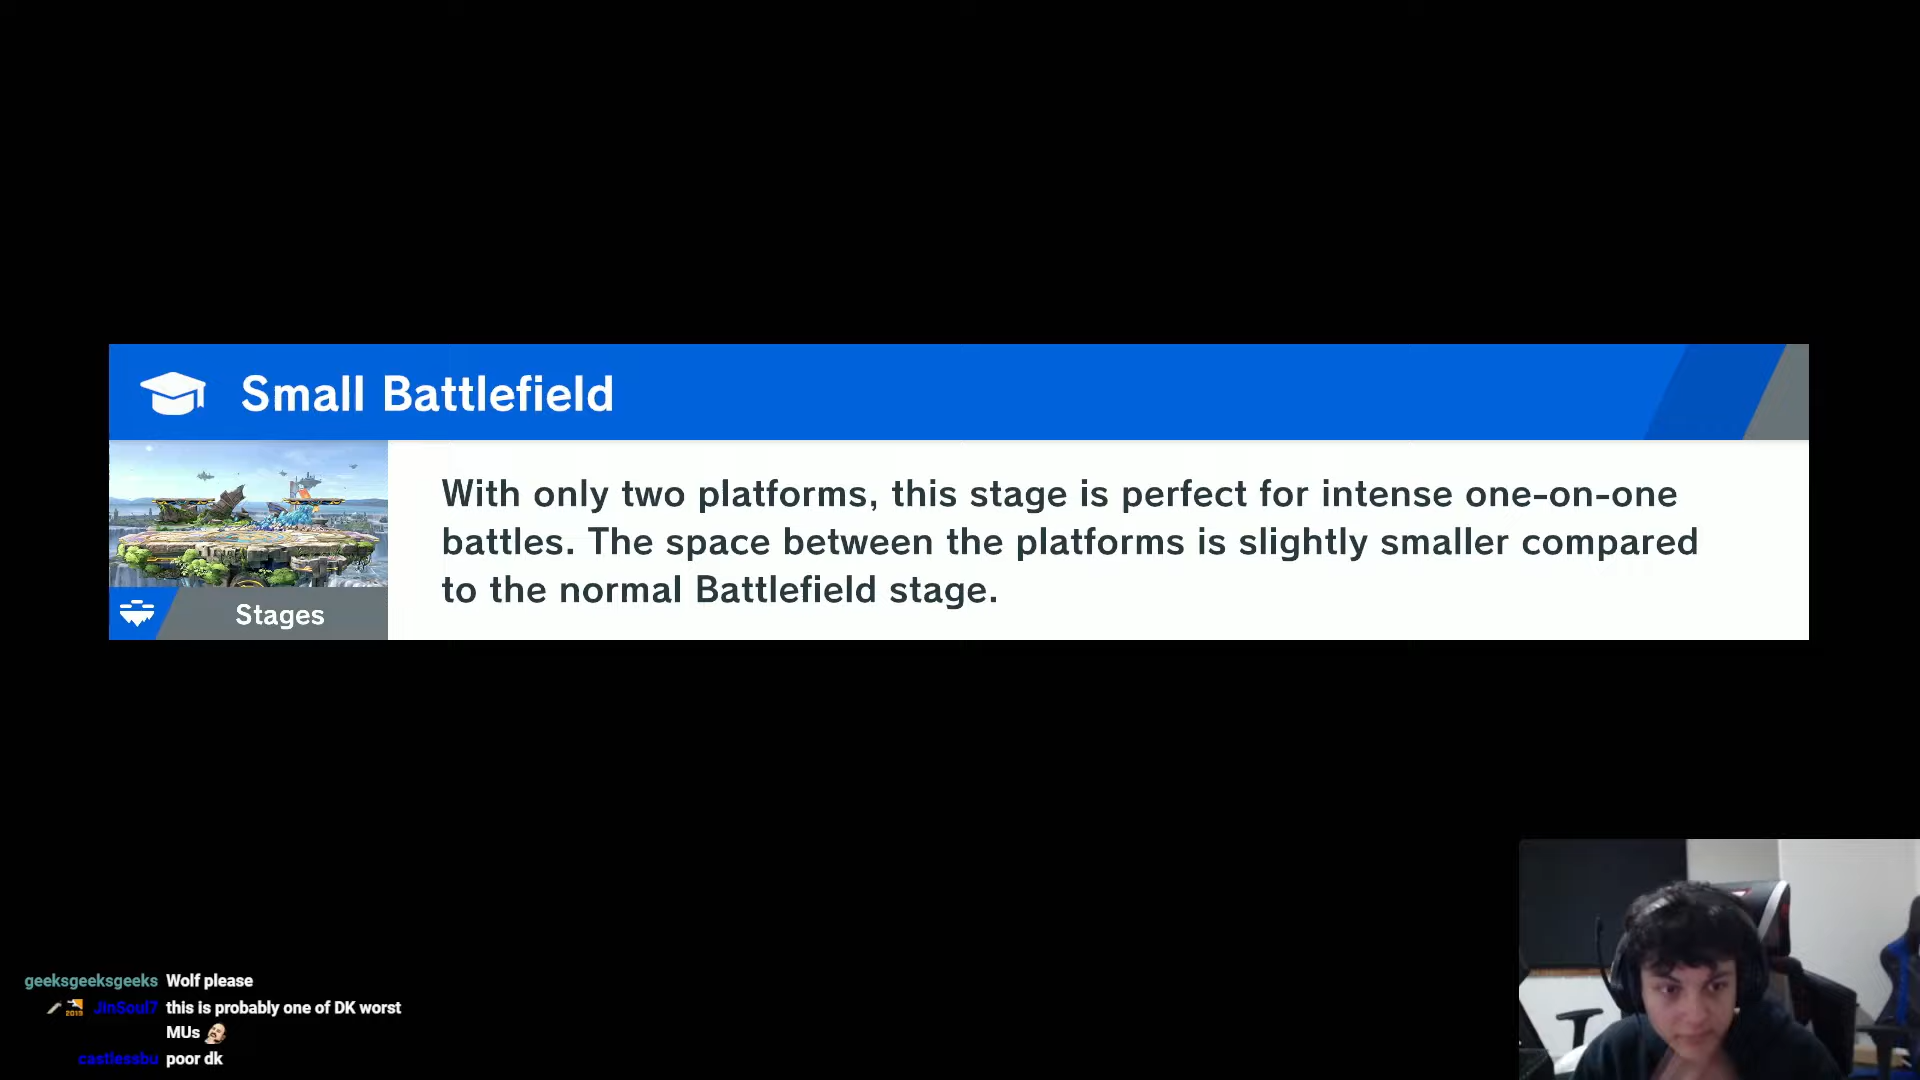 Small Battlefield
With only two platforms, this stage is perfect for intense one-on-one
battles. The space between the platforms is slightly smaller compared
to the normal Battlefield stage.
Stages
geeksgeeksgeeks Wolf please
2019 JinSoul7 this is probably one of DK worst
MUs
castlessbu poor dk